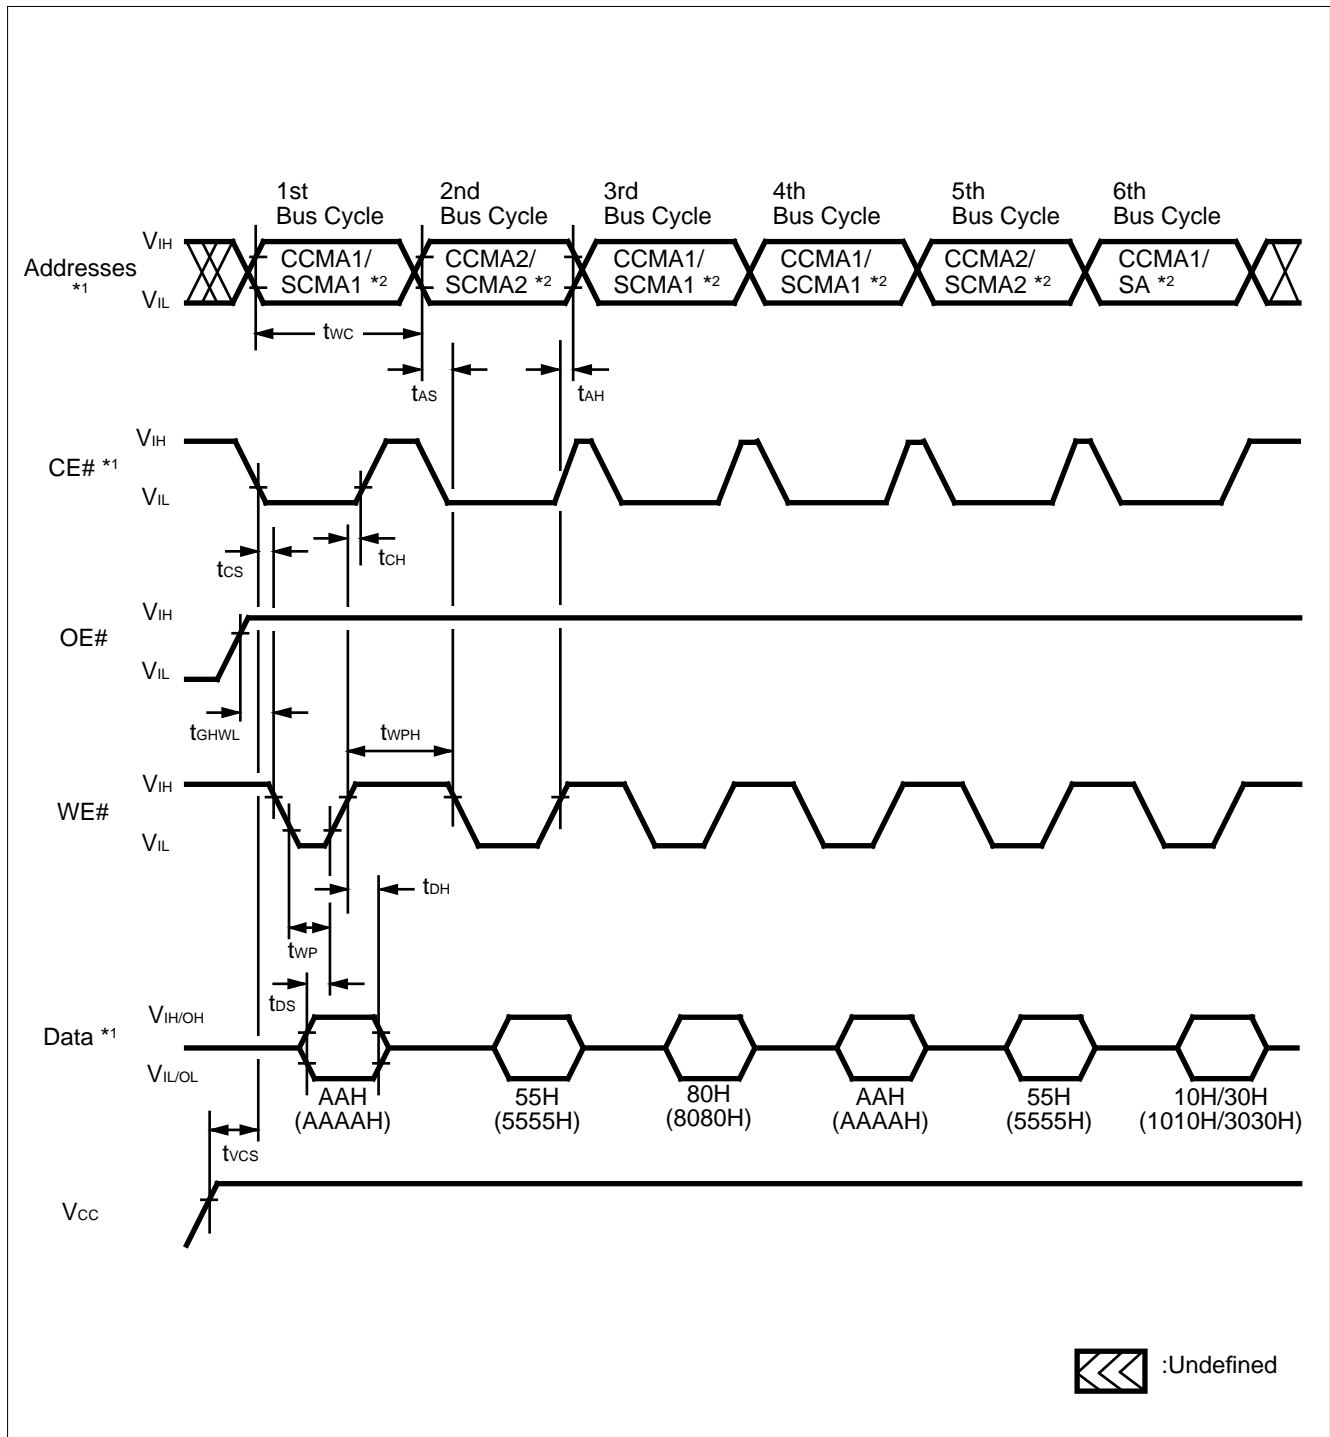 1st
Bus Cycle
2nd
Bus Cycle
3rd
Bus Cycle
4th
Bus Cycle
5th
Bus Cycle
6th
Bus Cycle
VIH
Addresses
*1
VIL
CCMA1/
SCMA1 *2
CCMA2/
SCMA2 *2
CCMA1/
SCMA1 *2
CCMA1/
SCMA1 *2
CCMA2/
SCMA2 *2
CCMA1/
SA *2
tWC
tAS
tAH
VIH
CE# *1
VIL
tCS
tCH
VIH
OE#
VIL
tGHWL
tWPH
VIH
WE#
VIL
tDH
tWP
tDS
VIH/OH
Data *1
VIL/OL
AAH
(AAAAH)
55H
(5555H)
80H
(8080H)
AAH
(AAAAH)
55H
(5555H)
10H/30H
(1010H/3030H)
tVCS
VCC
:Undefined